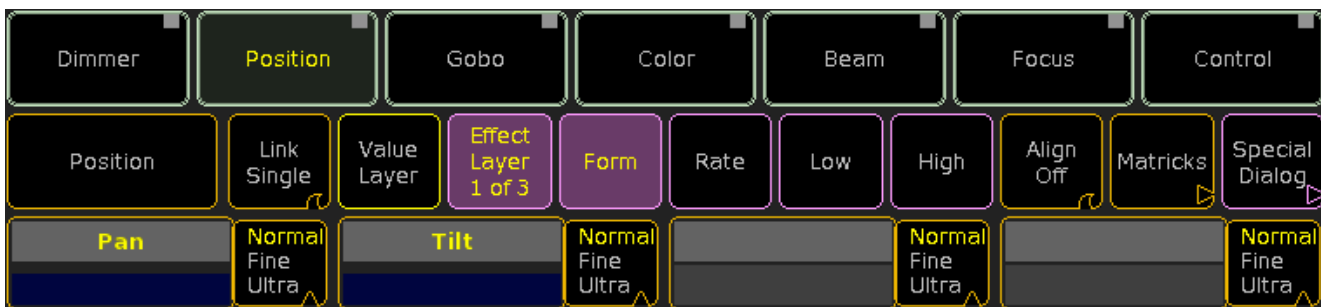 Dimmer Position Gobo Color Beam Focus Control
Position Link Single Value Layer Effect Layer 1 of 3 Form Rate Low High Align Off Matricks Special Dialog
Pan Normal Fine Ultra Tilt Normal Fine Ultra Normal Fine Ultra Normal Fine Ultra